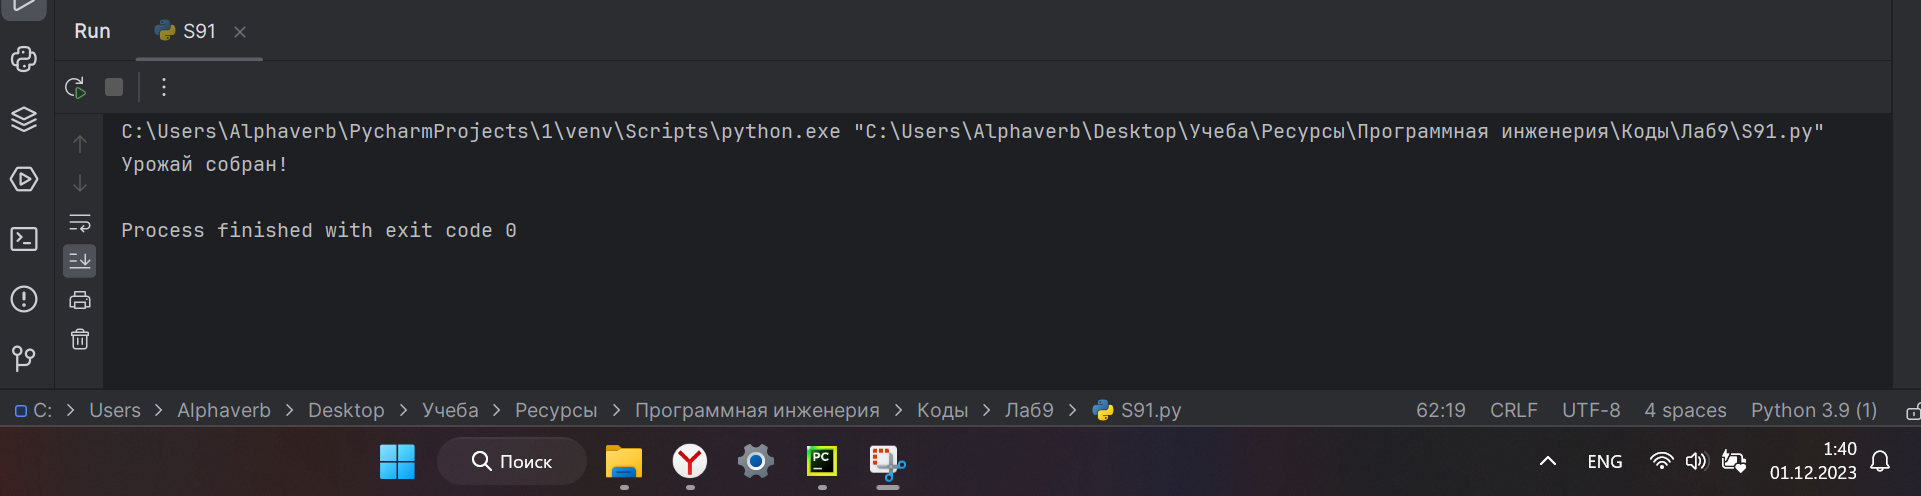 Run S91
C:\Users\Alphaverb\PycharmProjects\1\venv\Scripts\python.exe "C:\Users\Alphaverb\Desktop\Учеба\Ресурсы\Программная инженерия\Коды\Лаб9\S91.py"
Урожай собран!
Process finished with exit code 0
C: > Users > Alphaverb > Desktop > Учеба > Ресурсы > Программная инженерия > Коды > Лаб9 > S91.py 62:19 CRLF UTF-8 4 spaces Python 3.9 (1)
Поиск PC ENG 1:40
01.12.2023